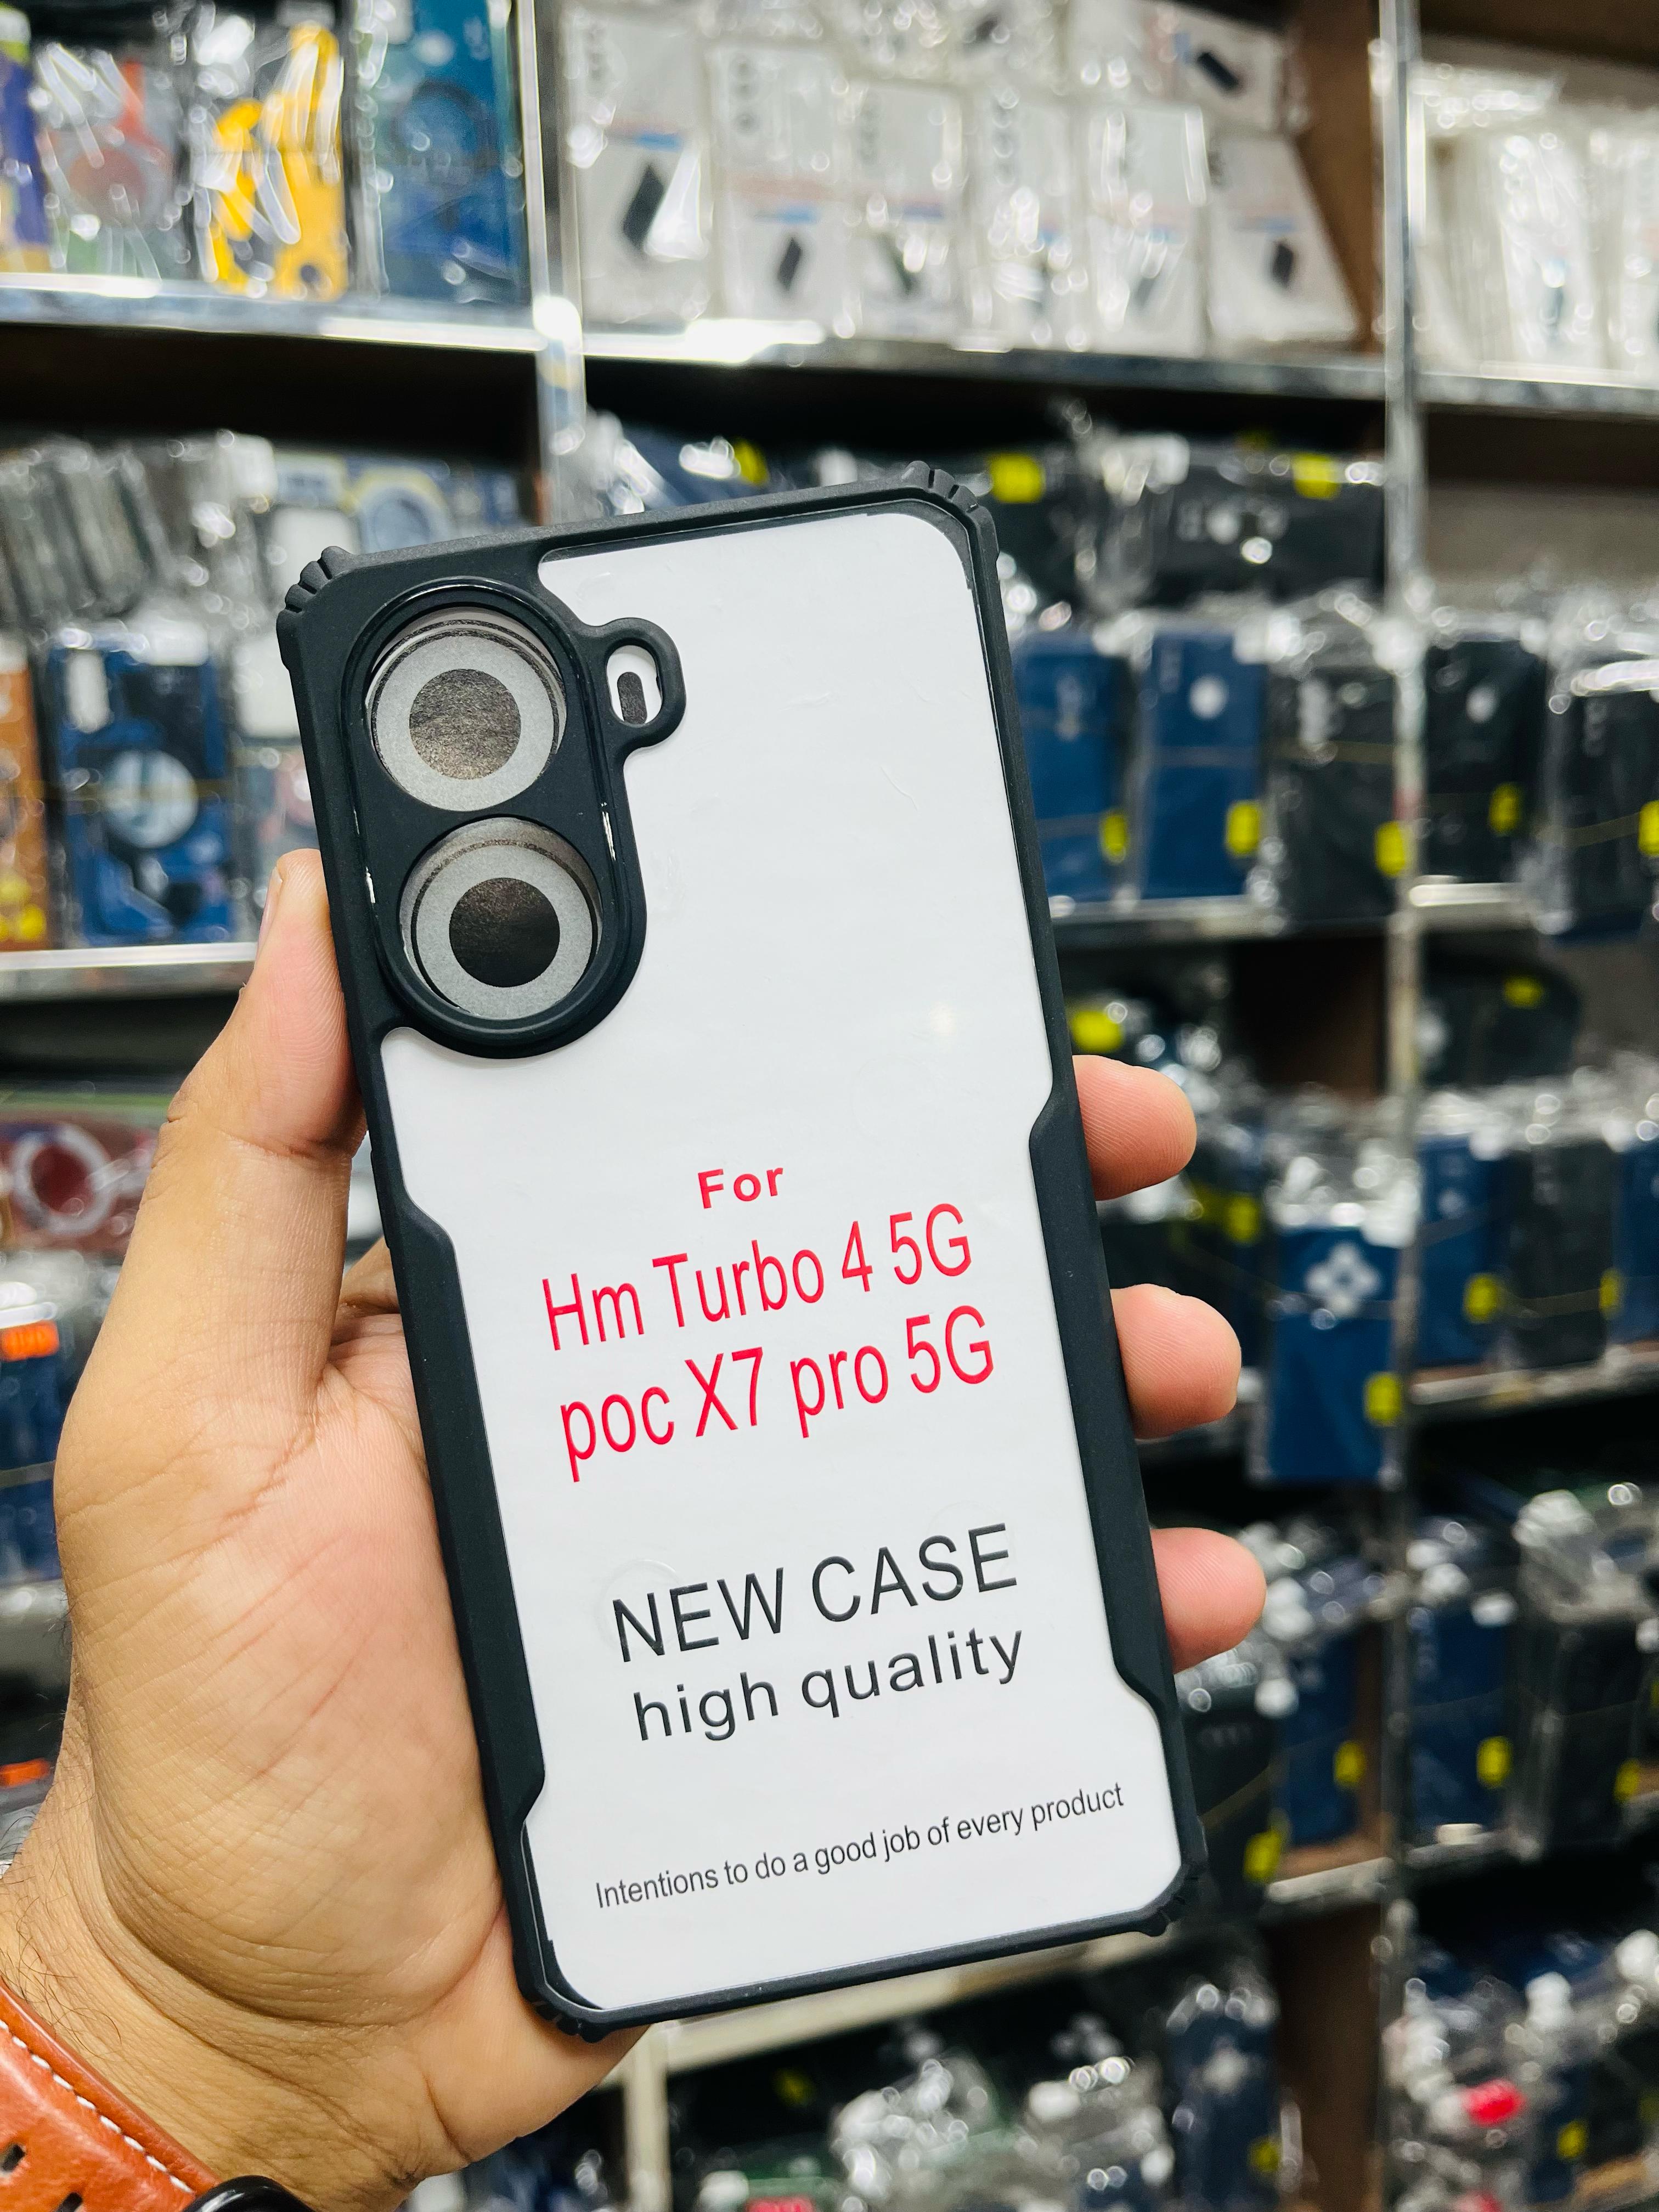 For
Hm Turbo 4 5G
poc X7 pro 5G
NEW CASE
high quality
Intentions to do a good job of every product